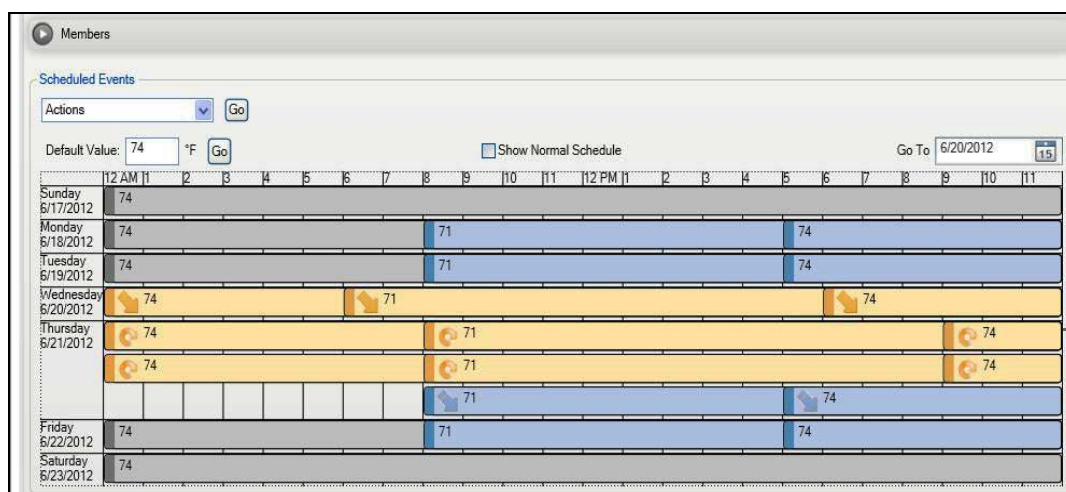 Members
Scheduled Events
Actions Go
Default Value: 74 °F Go Show Normal Schedule Go To 6/20/2012 15
12 AM 1 2 3 4 5 6 7 8 9 10 11 12 PM 1 2 3 4 5 6 7 8 9 10 11
Sunday 74
6/17/2012
Monday 74 71 74
6/18/2012
Tuesday 74 71 74
6/19/2012
Wednesday 74 71 74
6/20/2012
Thursday 74 71 74
6/21/2012
74 71 74
71 74
Friday 74 71 74
6/22/2012
Saturday 74
6/23/2012